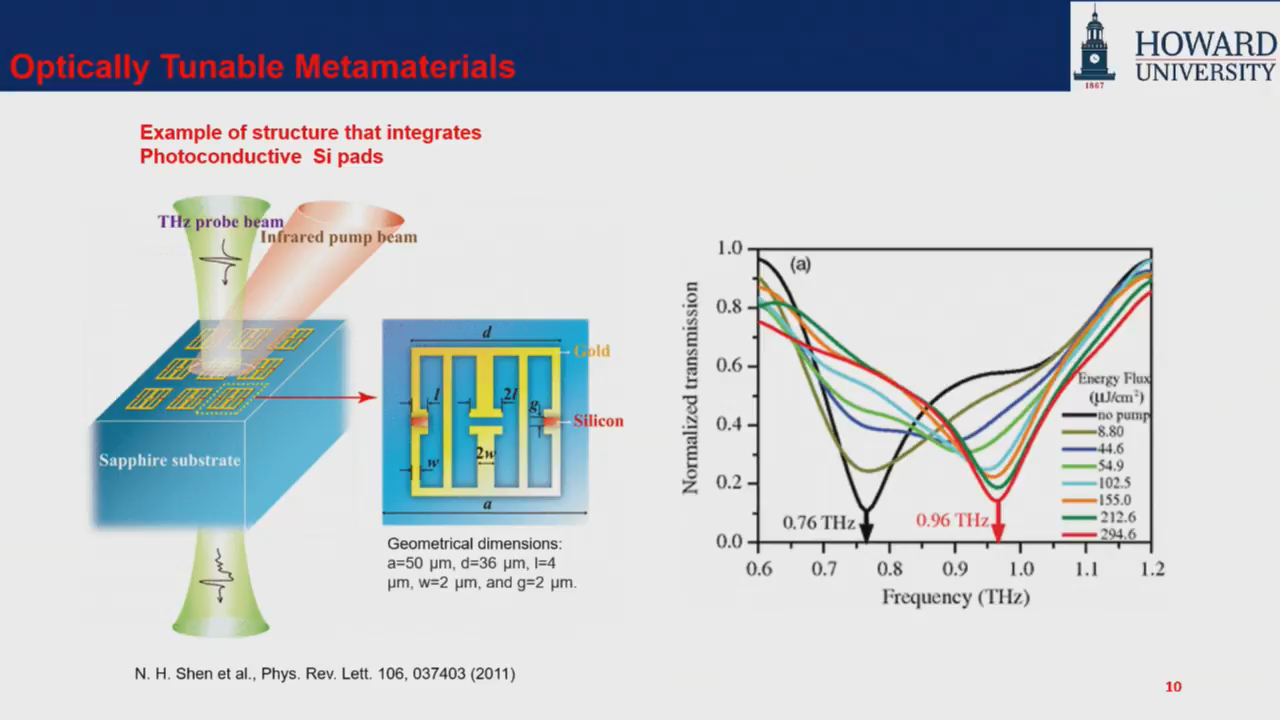 Optically Tunable Metamaterials
HOWARD
UNIVERSITY
1867
Example of structure that integrates
Photoconductive Si pads
THz probe beam
Infrared pump beam
Sapphire substrate
d
Gold
l
2l
g
Silicon
w
2w
a
Geometrical dimensions:
a=50 μm, d=36 μm, l=4
μm, w=2 μm, and g=2 μm.
(a)
Normalized transmission
1.0
0.8
0.6
0.4
0.2
0.0
Energy Flux
(μJ/cm²)
no pump
8.80
44.6
54.9
102.5
155.0
212.6
294.6
0.76 THz
0.96 THz
0.6 0.7 0.8 0.9 1.0 1.1 1.2
Frequency (THz)
N. H. Shen et al., Phys. Rev. Lett. 106, 037403 (2011)
10